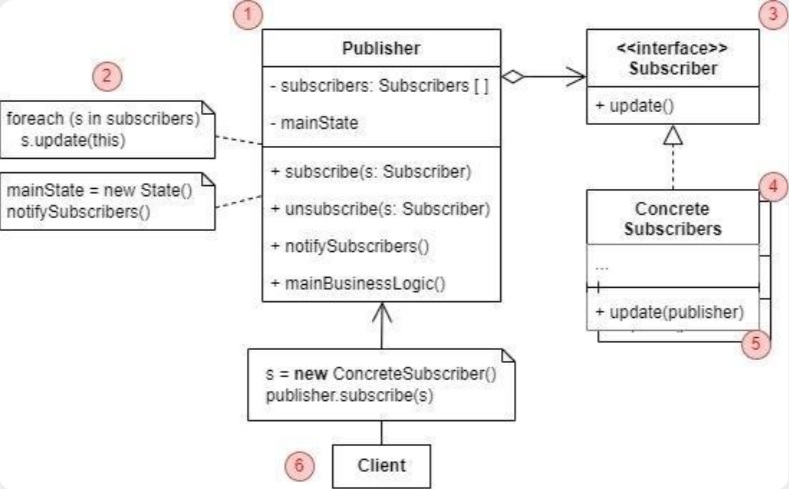 1
Publisher
- subscribers: Subscribers [ ]
- mainState
+ subscribe(s: Subscriber)
+ unsubscribe(s: Subscriber)
+ notifySubscribers()
+ mainBusinessLogic()
2
foreach (s in subscribers)
s.update(this)
mainState = new State()
notifySubscribers()
3
<<interface>>
Subscriber
+ update()
4
Concrete
Subscribers
...
+ update(publisher)
5
s = new ConcreteSubscriber()
publisher.subscribe(s)
6
Client